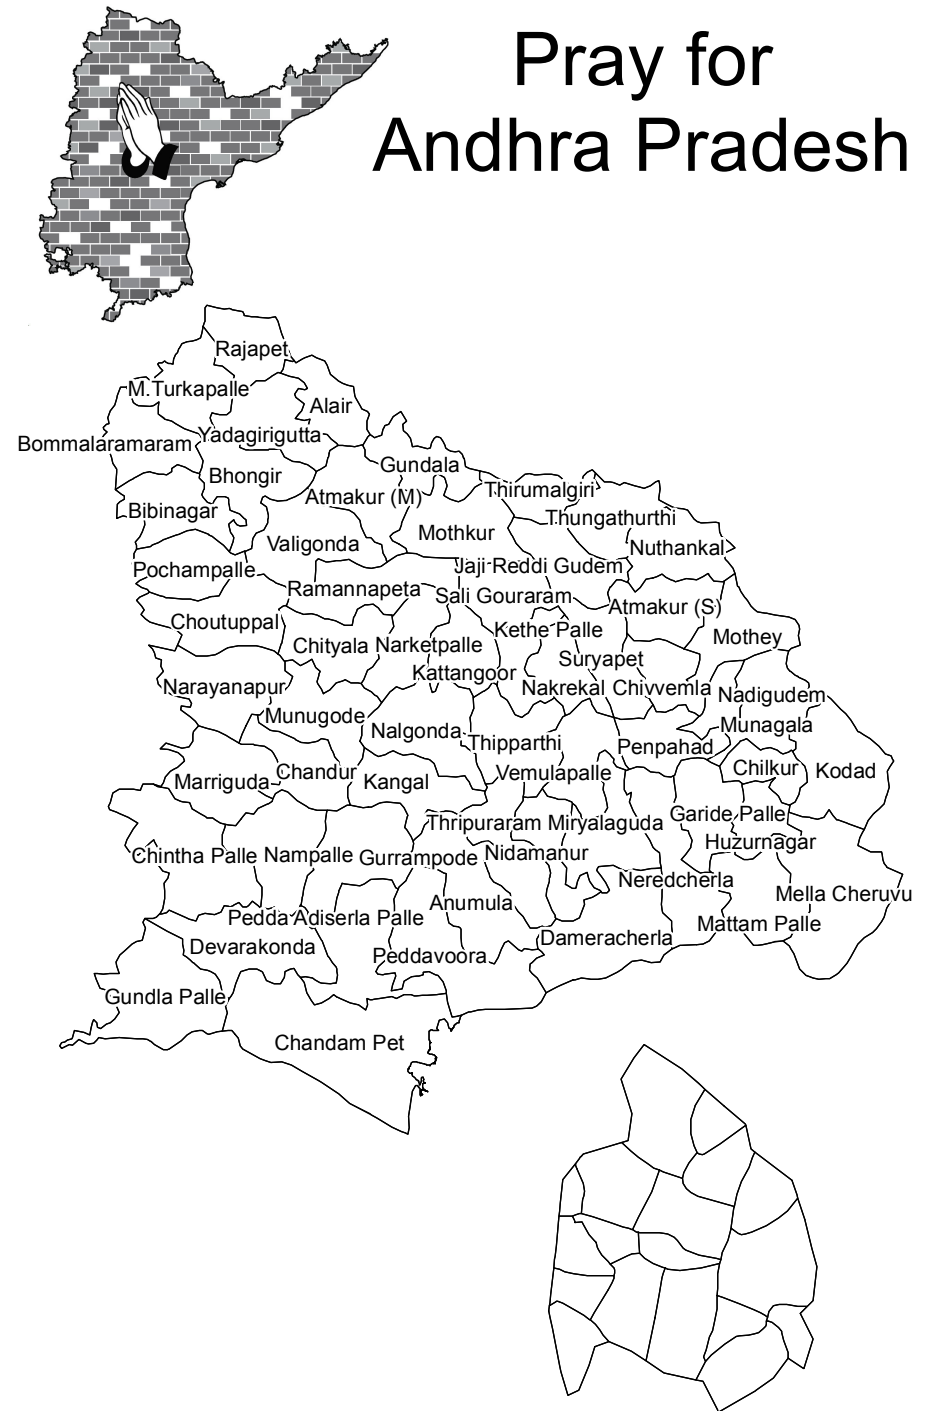 Pray for
Andhra Pradesh
Rajapet
M.Turkapalle
Alair
Yadagirigutta
Bommalaramaram
Gundala
Bhongir
Thirumalgiri
Atmakur (M)
Bibinagar
Thungathurthi
Mothkur
Valigonda
Nuthankal
Jaji Reddi Gudem
Pochampalle
Ramannapeta
Sali Gouraram
Atmakur (S)
Choutuppal
Kethe Palle
Mothey
Chityala
Narketpalle
Suryapet
Kattangoor
Narayanapur
Nakrekal
Chivvemla
Nadigudem
Munugode
Munagala
Nalgonda
Thipparthi
Penpahad
Chandur
Vemulapalle
Chilkur
Kodad
Marriguda
Kangal
Garide Palle
Thripuraram
Miryalaguda
Huzurnagar
Chintha Palle
Nampalle
Gurrampode
Nidamanur
Neredcherla
Mella Cheruvu
Anumula
Pedda Adiserla Palle
Mattam Palle
Devarakonda
Dameracherla
Peddavoora
Gundla Palle
Chandam Pet